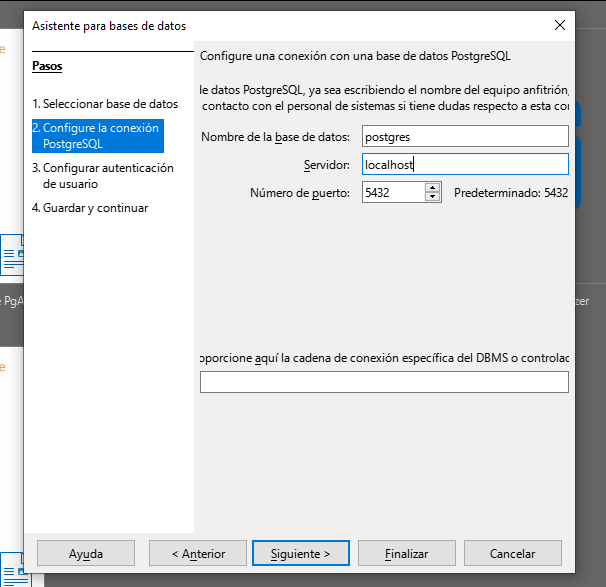 Asistente para bases de datos
Pasos
1. Seleccionar base de datos
2. Configure la conexión
PostgreSQL
3. Configurar autenticación
de usuario
4. Guardar y continuar
Configure una conexión con una base de datos PostgreSQL
de datos PostgreSQL, ya sea escribiendo el nombre del equipo anfitrión,
contacto con el personal de sistemas si tiene dudas respecto a esta co
Nombre de la base de datos: postgres
Servidor: localhost
Número de puerto: 5432 Predeterminado: 5432
oporcione aquí la cadena de conexión específica del DBMS o controlad
Ayuda < Anterior Siguiente > Finalizar Cancelar
e
e PgA
zer
e